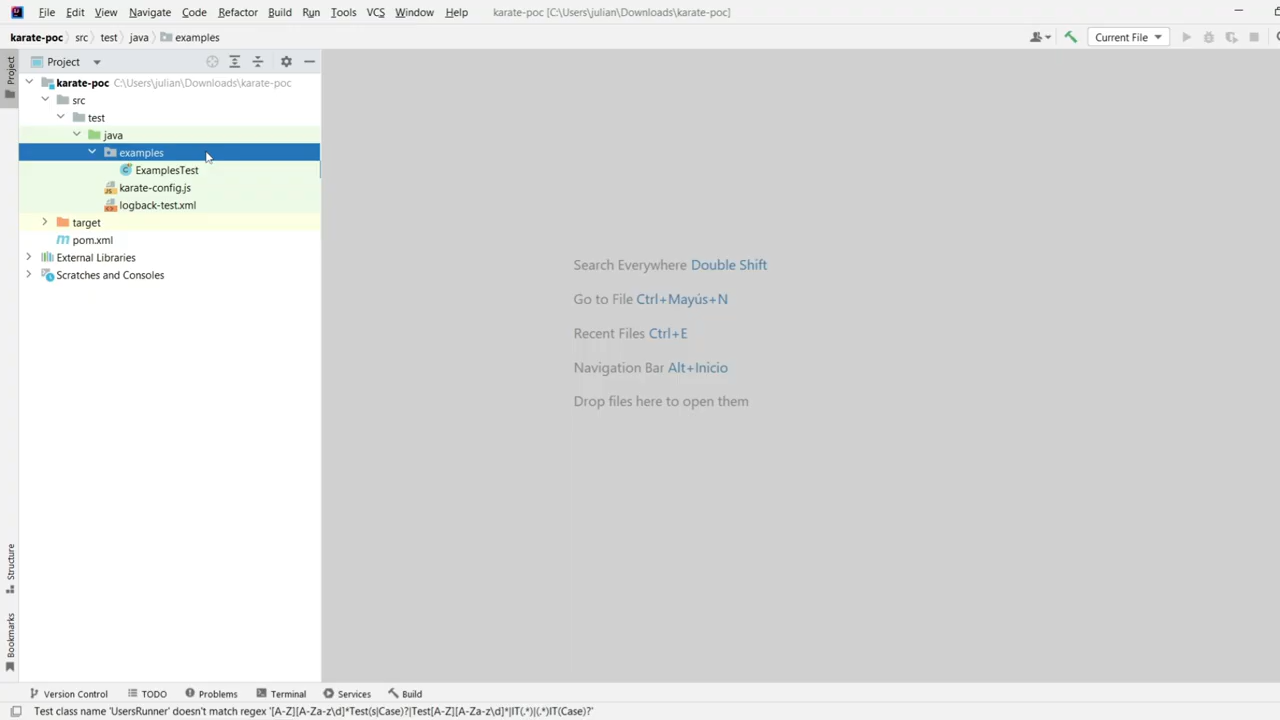 File Edit View Navigate Code Refactor Build Run Tools VCS Window Help karate-poc [C:\Users\julian\Downloads\karate-poc]
karate-poc src test java examples Current File
Project
Project
karate-poc C:\Users\julian\Downloads\karate-poc
src
test
java
examples
ExamplesTest
karate-config.js
logback-test.xml
target
pom.xml
External Libraries
Scratches and Consoles
Search Everywhere Double Shift
Go to File Ctrl+Mayús+N
Recent Files Ctrl+E
Navigation Bar Alt+Inicio
Drop files here to open them
Structure
Bookmarks
Version Control TODO Problems Terminal Services Build
Test class name 'UsersRunner' doesn't match regex '[A-Z][A-Za-z\d]*Test(s|Case)?|Test[A-Z][A-Za-z\d]*|IT(.*)|(.*)IT(Case)?'